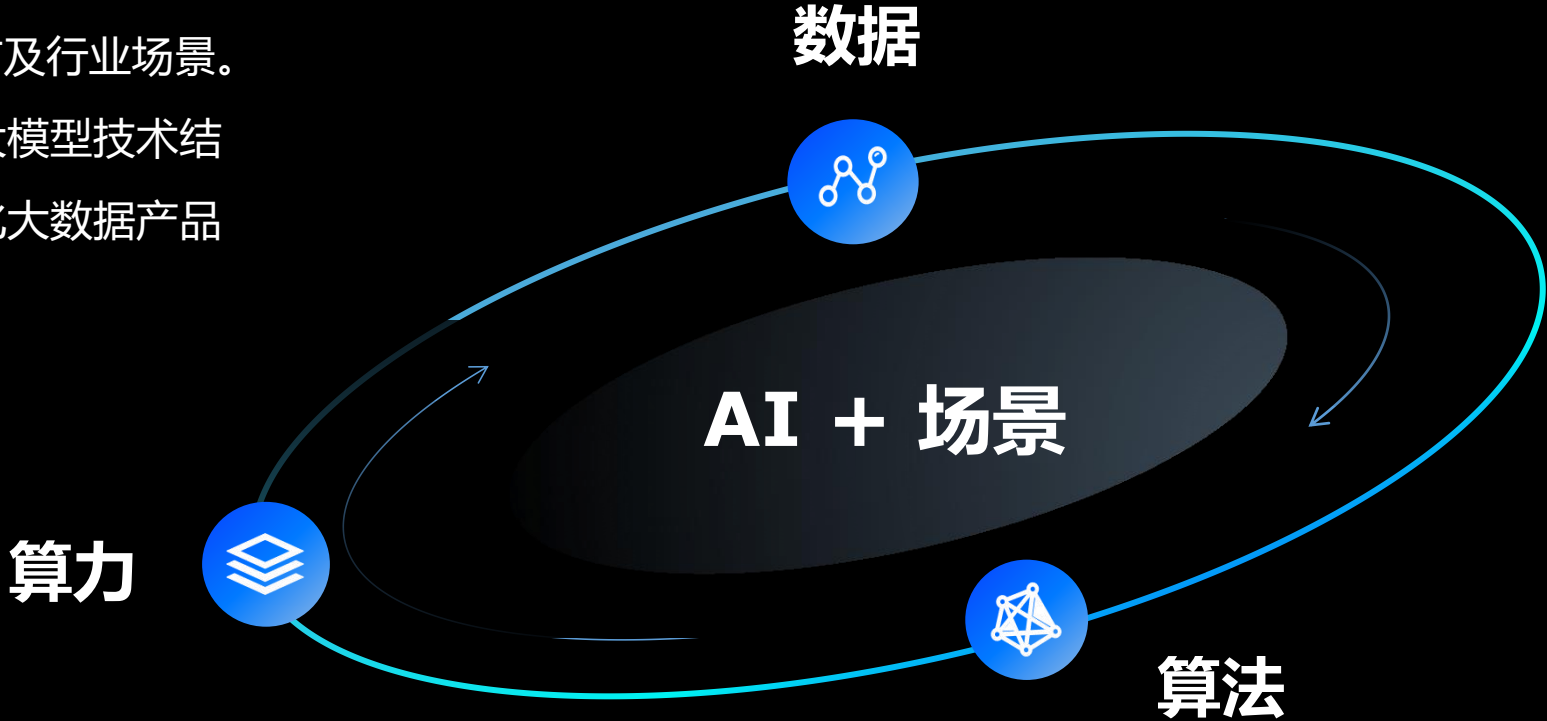 及行业场景。
模型技术结
大数据产品
数据
AI + 场景
算力
算法